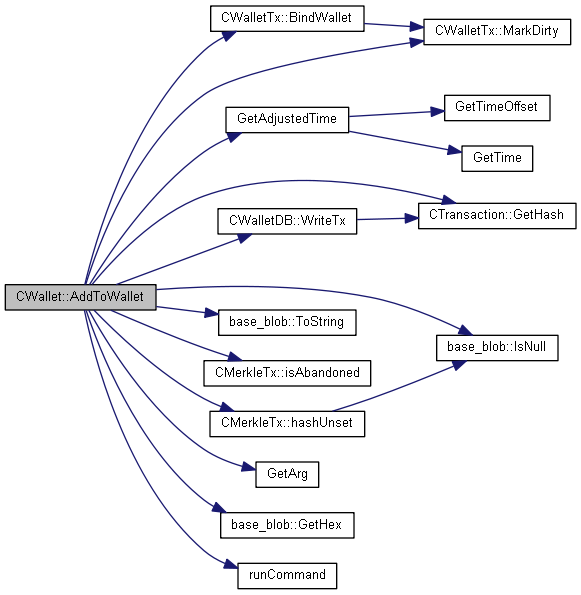 CWalletTx::BindWallet
CWalletTx::MarkDirty
GetTimeOffset
GetAdjustedTime
GetTime
CTransaction::GetHash
CWalletDB::WriteTx
CWallet::AddToWallet
base_blob::ToString
base_blob::IsNull
CMerkleTx::isAbandoned
CMerkleTx::hashUnset
GetArg
base_blob::GetHex
runCommand